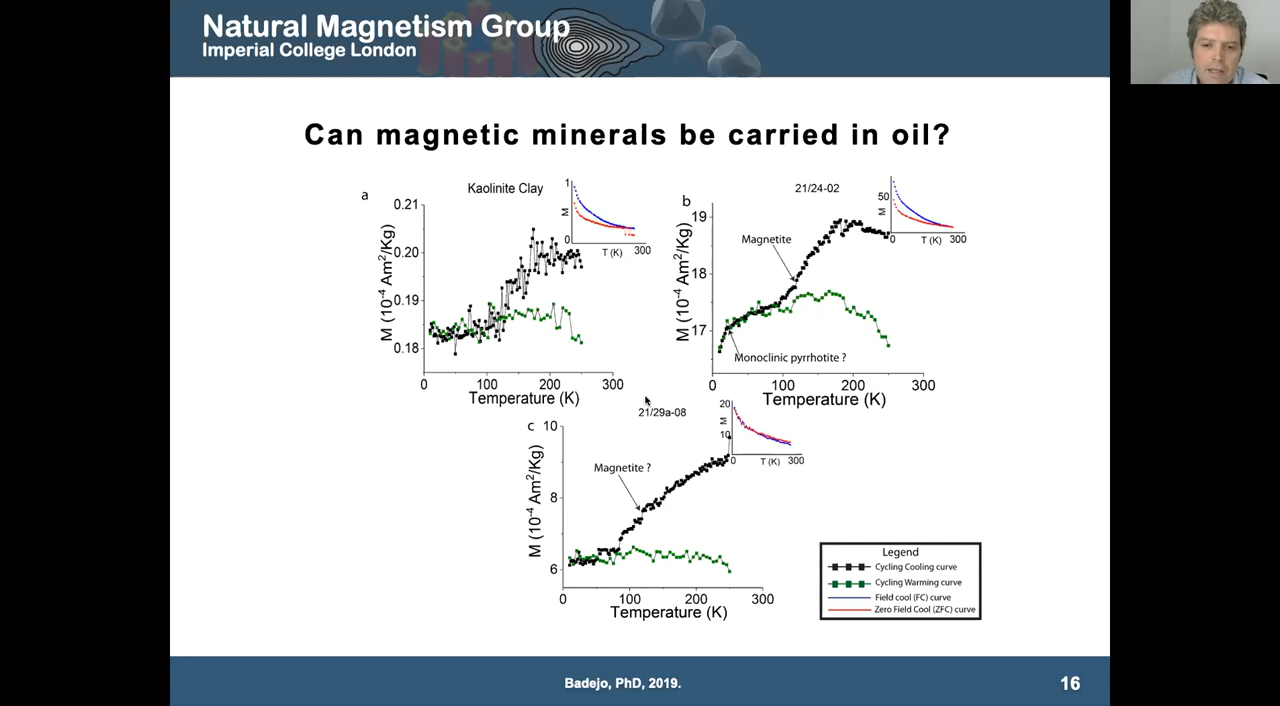 Natural Magnetism Group
Imperial College London
Can magnetic minerals be carried in oil?
a
Kaolinite Clay
0.21
0.20
0.19
0.18
M (10⁻⁴ Am²/Kg)
0
100
200
300
Temperature (K)
1
M
0
T (K)
300
b
21/24-02
19
18
17
M (10⁻⁴ Am²/Kg)
Magnetite
Monoclinic pyrrhotite ?
0
100
200
300
Temperature (K)
50
M
0
T (K)
300
21/29a-08
c
10
8
6
M (10⁻⁴ Am²/Kg)
Magnetite ?
0
100
200
300
Temperature (K)
20
M
10
0
T (K)
300
Legend
Cycling Cooling curve
Cycling Warming curve
Field cool (FC) curve
Zero Field Cool (ZFC) curve
Badejo, PhD, 2019.
16